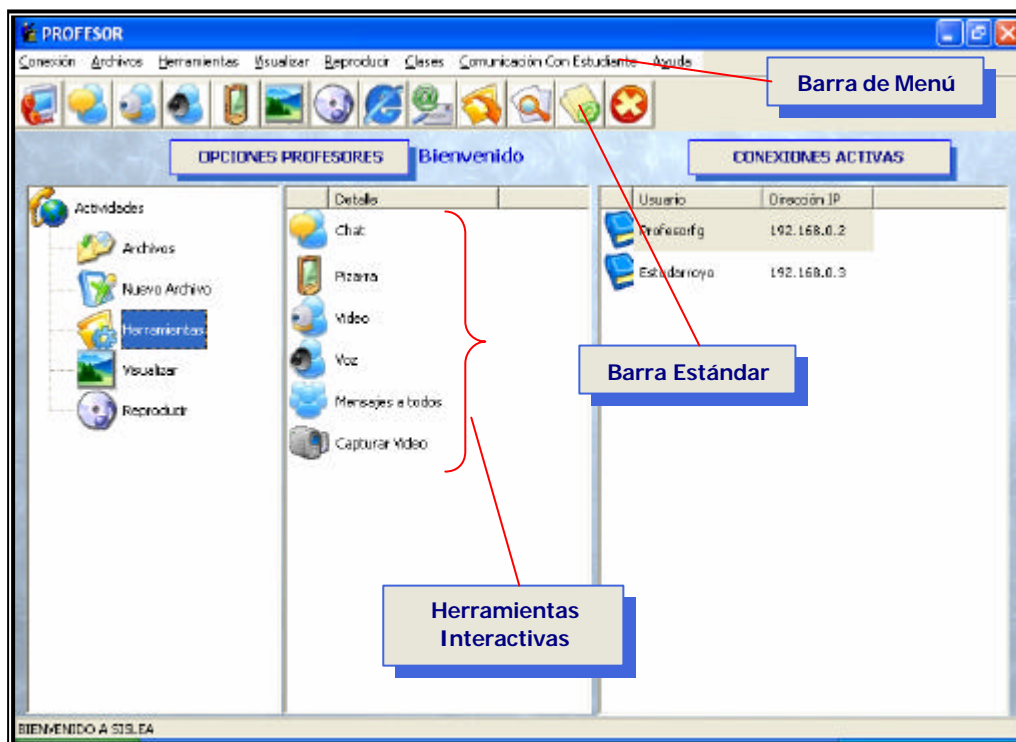 PROFESOR
Conexión Archivos Herramientas Visualizar Reproducir Clases Comunicación Con Estudiante Ayuda
Barra de Menú
OPCIONES PROFESORES
Bienvenido
CONEXIONES ACTIVAS
Actividades
Archivos
Nuevo Archivo
Herramientas
Visualizar
Reproducir
Detalle
Chat
Pizarra
Video
Voz
Mensajes a todos
Capturar Video
Usuario Dirección IP
Profesorfg 192.168.0.2
Estudarroyo 192.168.0.3
Barra Estándar
Herramientas
Interactivas
BIENVENIDO A SISLEA